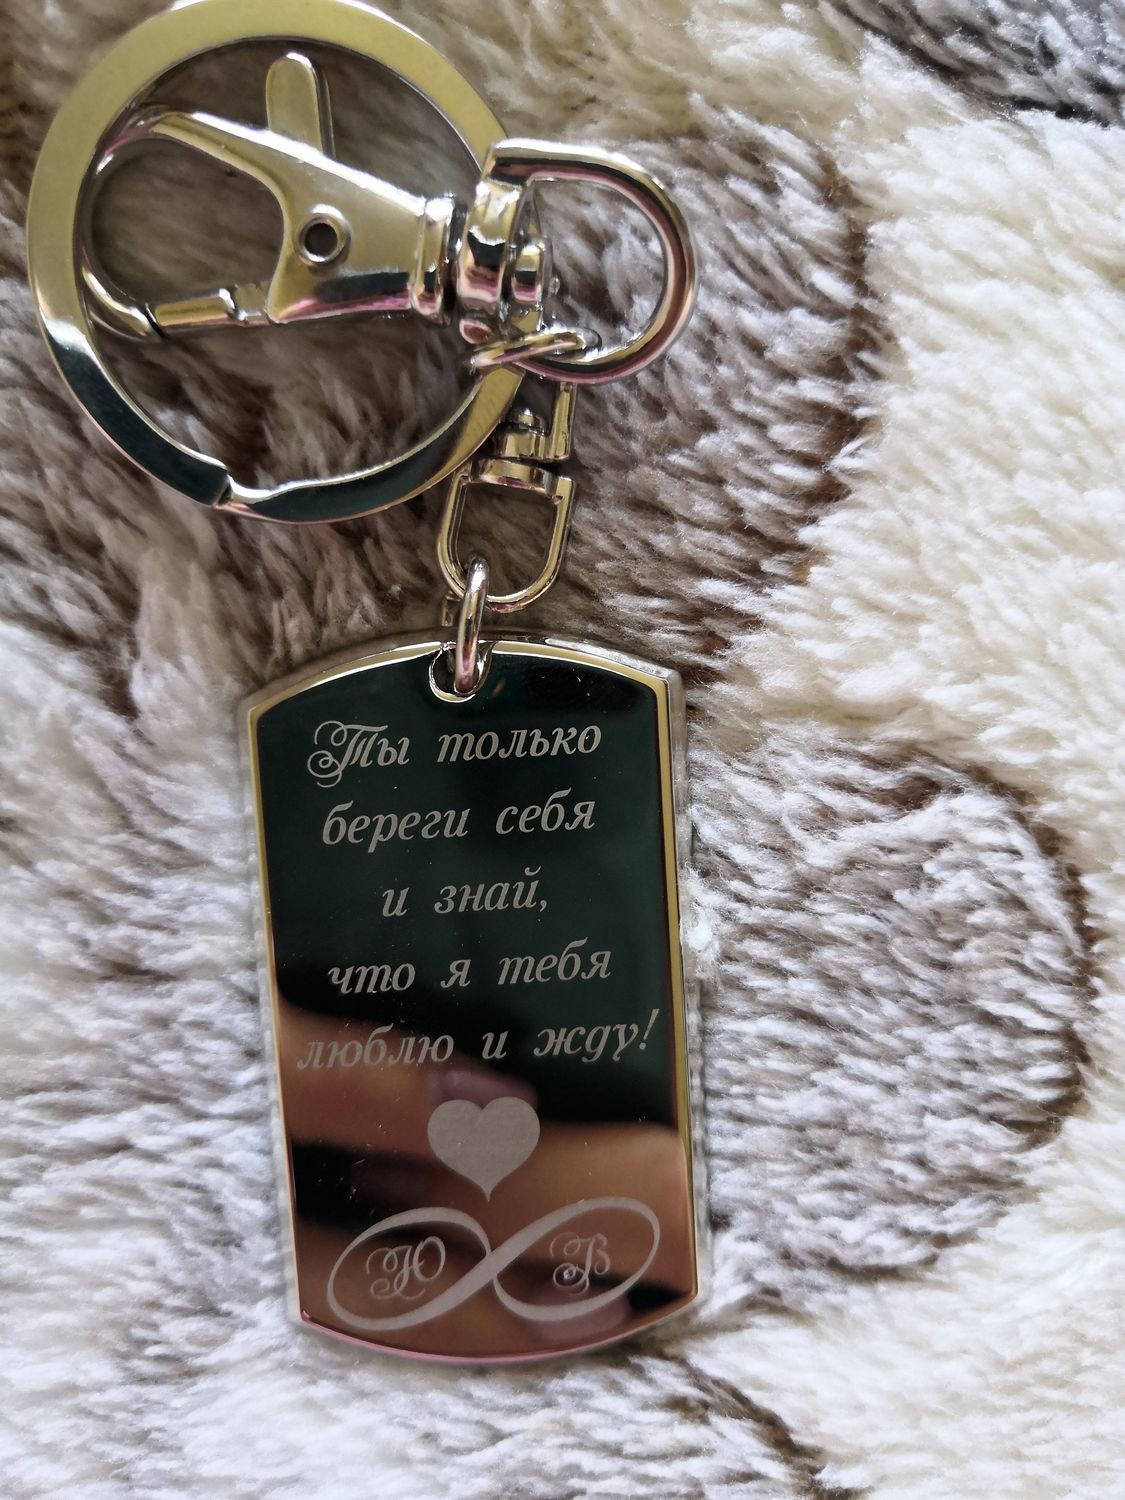 Ты только
береги себя
и знай,
что я тебя
люблю и жду!
Ю В